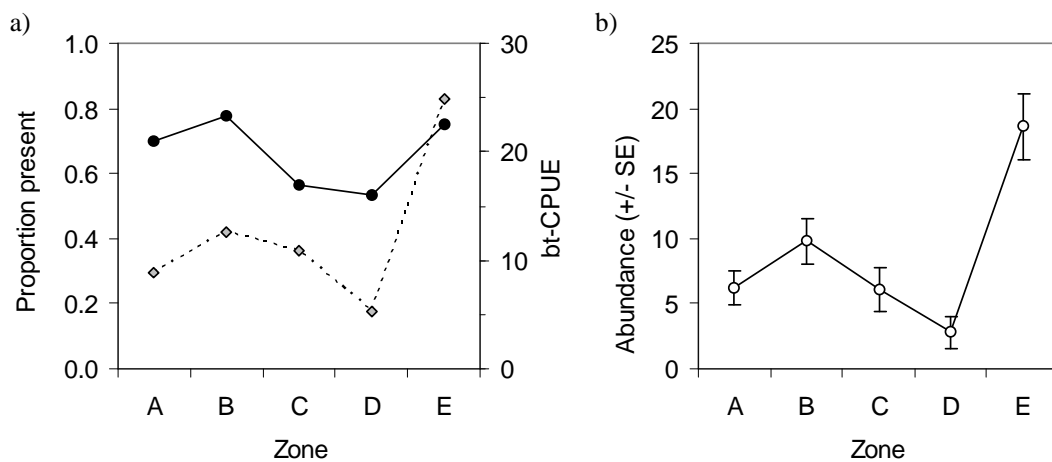 a)
1.0
0.8
0.6
0.4
0.2
0.0
Proportion present
30
20
10
0
bt-CPUE
A B C D E
Zone
b)
25
20
15
10
5
0
Abundance (+/- SE)
A B C D E
Zone